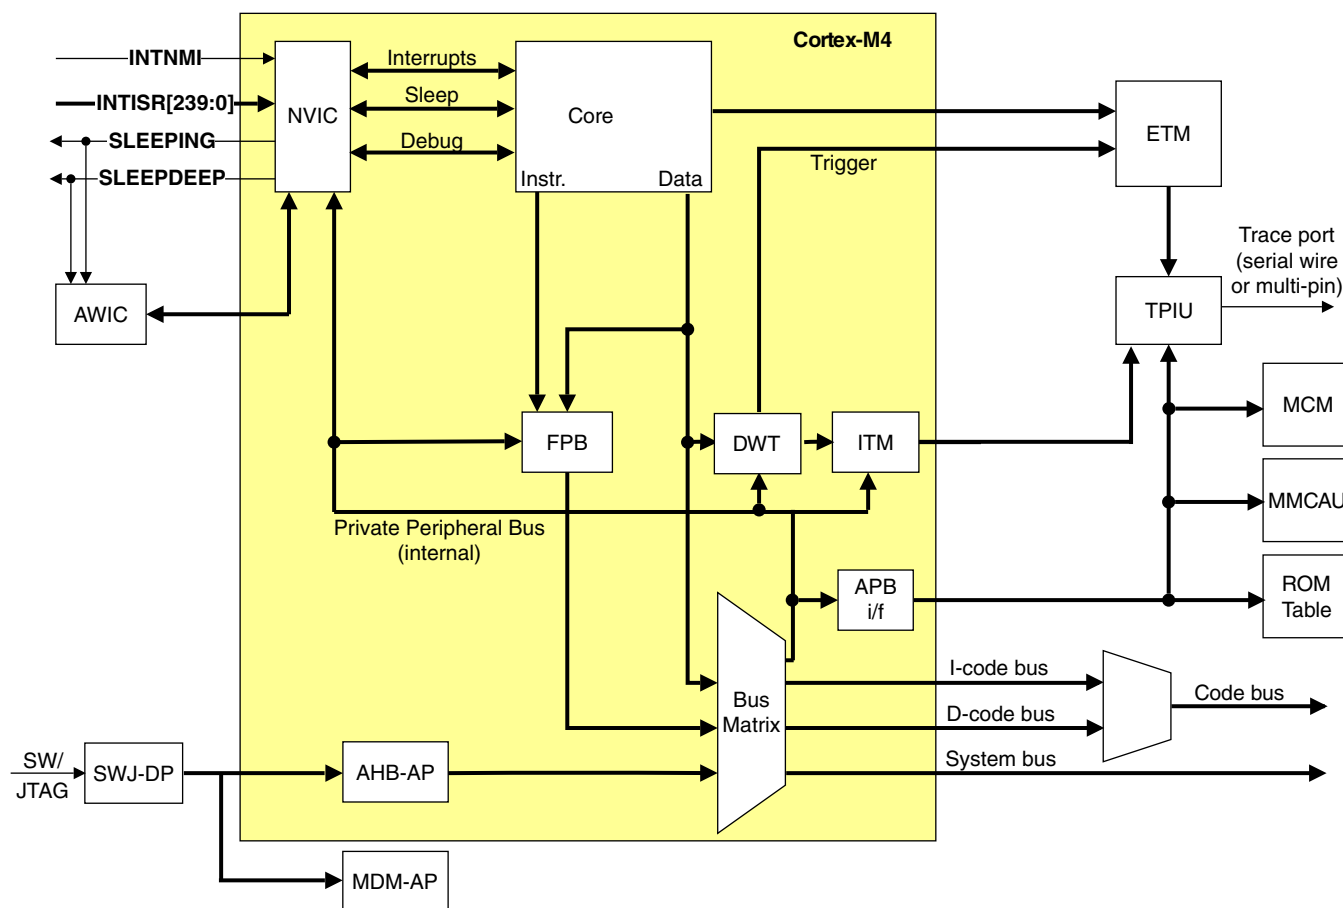 Cortex-M4
INTNMI
INTISR[239:0]
SLEEPING
SLEEPDEEP
NVIC
Interrupts
Sleep
Debug
Core
Instr.
Data
Trigger
ETM
Trace port
(serial wire
or multi-pin)
TPIU
AWIC
MCM
FPB
DWT
ITM
MMCAU
Private Peripheral Bus
(internal)
APB
i/f
ROM
Table
I-code bus
Code bus
Bus
Matrix
D-code bus
System bus
SW/
JTAG
SWJ-DP
AHB-AP
MDM-AP